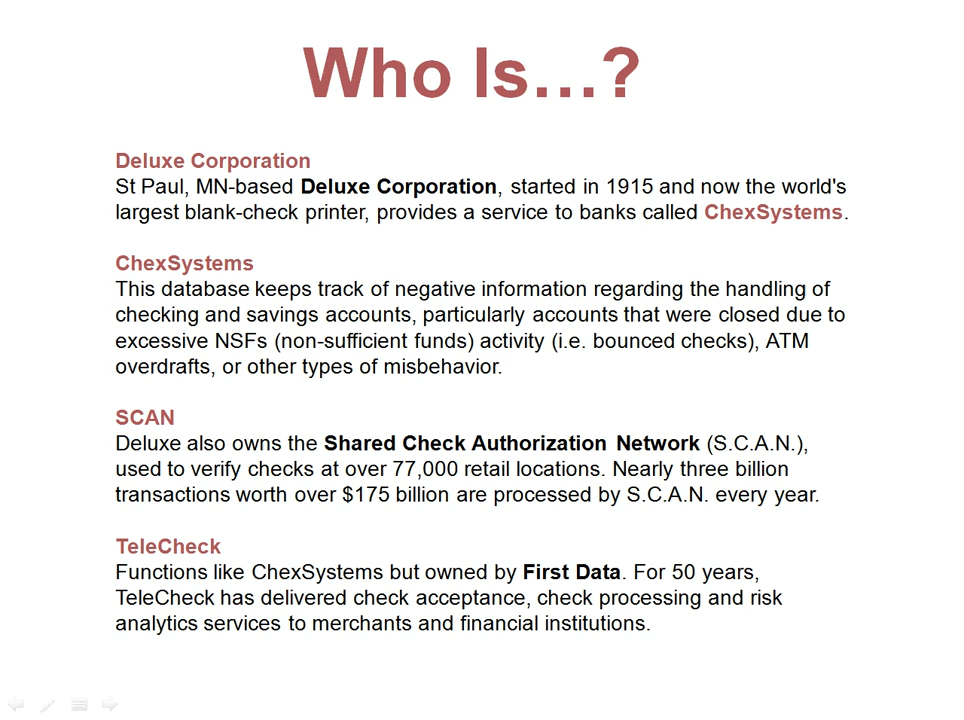 Who Is…?
Deluxe Corporation
St Paul, MN-based Deluxe Corporation, started in 1915 and now the world's
largest blank-check printer, provides a service to banks called ChexSystems.
ChexSystems
This database keeps track of negative information regarding the handling of
checking and savings accounts, particularly accounts that were closed due to
excessive NSFs (non-sufficient funds) activity (i.e. bounced checks), ATM
overdrafts, or other types of misbehavior.
SCAN
Deluxe also owns the Shared Check Authorization Network (S.C.A.N.),
used to verify checks at over 77,000 retail locations. Nearly three billion
transactions worth over $175 billion are processed by S.C.A.N. every year.
TeleCheck
Functions like ChexSystems but owned by First Data. For 50 years,
TeleCheck has delivered check acceptance, check processing and risk
analytics services to merchants and financial institutions.